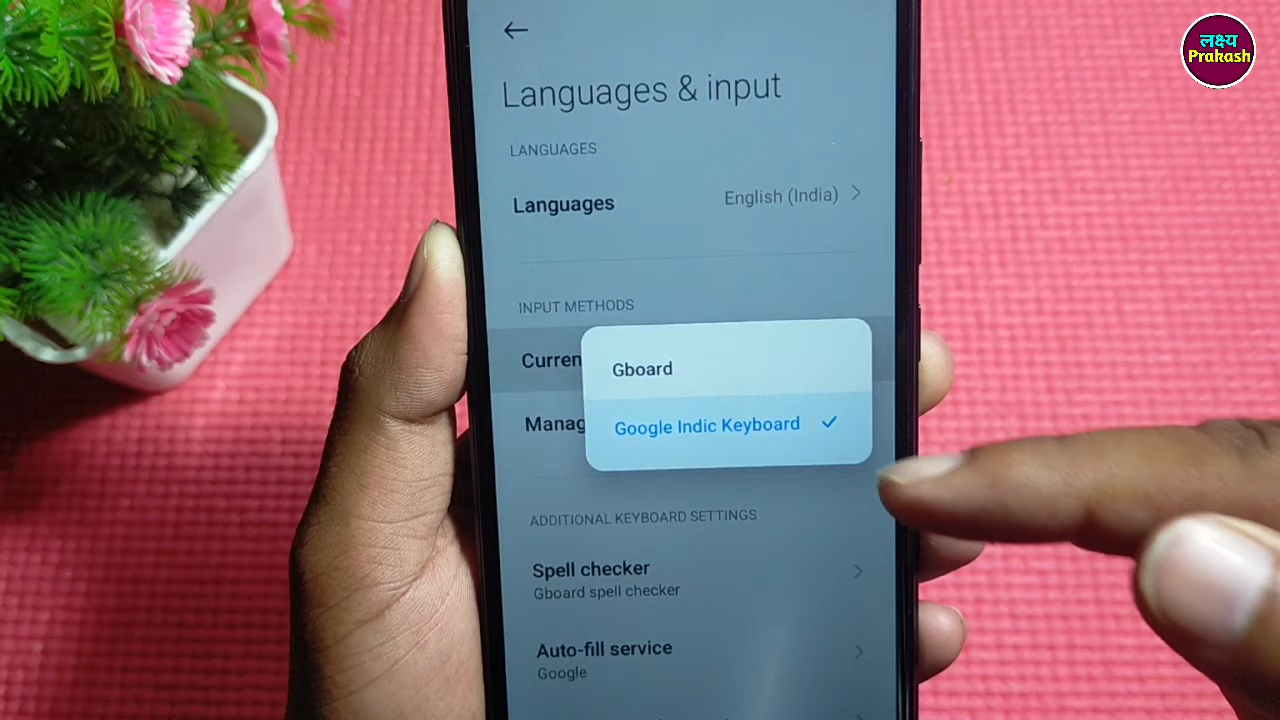 लक्ष्य
Prakash
Languages & input
LANGUAGES
Languages English (India)
INPUT METHODS
Curren
Gboard
Manag
Google Indic Keyboard
ADDITIONAL KEYBOARD SETTINGS
Spell checker
Gboard spell checker
Auto-fill service
Google